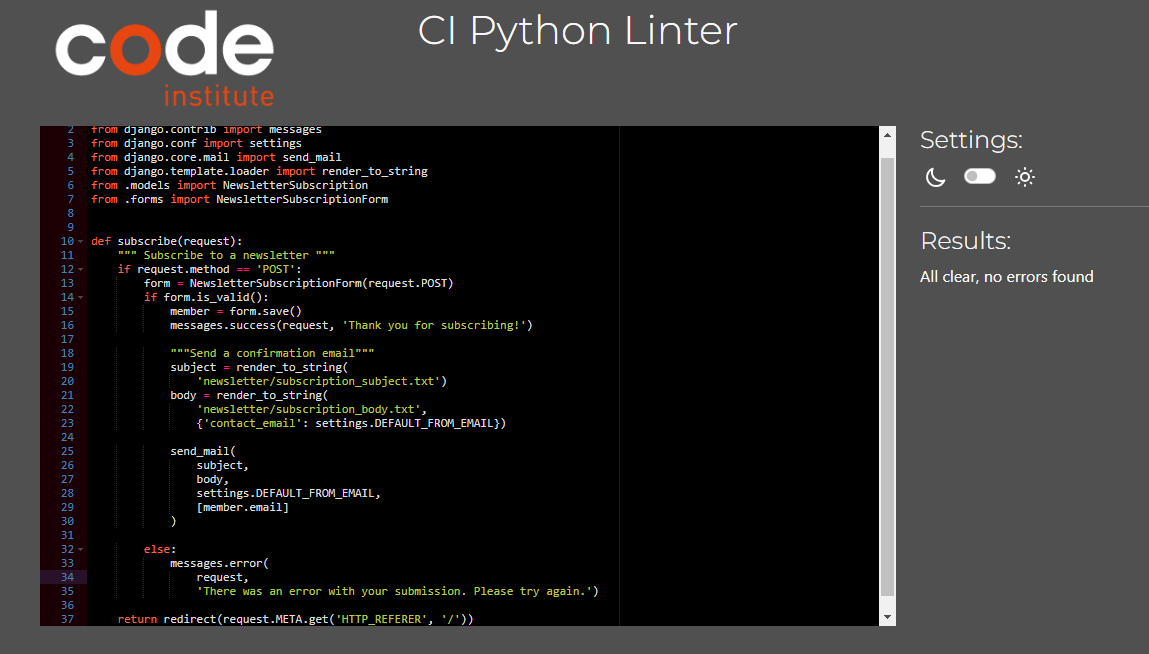 code
institute
CI Python Linter
2 from django.contrib import messages
3 from django.conf import settings
4 from django.core.mail import send_mail
5 from django.template.loader import render_to_string
6 from .models import NewsletterSubscription
7 from .forms import NewsletterSubscriptionForm
8
9
10 def subscribe(request):
11     """ Subscribe to a newsletter """
12     if request.method == 'POST':
13         form = NewsletterSubscriptionForm(request.POST)
14         if form.is_valid():
15             member = form.save()
16             messages.success(request, 'Thank you for subscribing!')
17
18             """Send a confirmation email"""
19             subject = render_to_string(
20                 'newsletter/subscription_subject.txt')
21             body = render_to_string(
22                 'newsletter/subscription_body.txt',
23                 {'contact_email': settings.DEFAULT_FROM_EMAIL})
24
25             send_mail(
26                 subject,
27                 body,
28                 settings.DEFAULT_FROM_EMAIL,
29                 [member.email]
30             )
31
32         else:
33             messages.error(
34                 request,
35                 'There was an error with your submission. Please try again.')
36
37     return redirect(request.META.get('HTTP_REFERER', '/'))
Settings:
Results:
All clear, no errors found